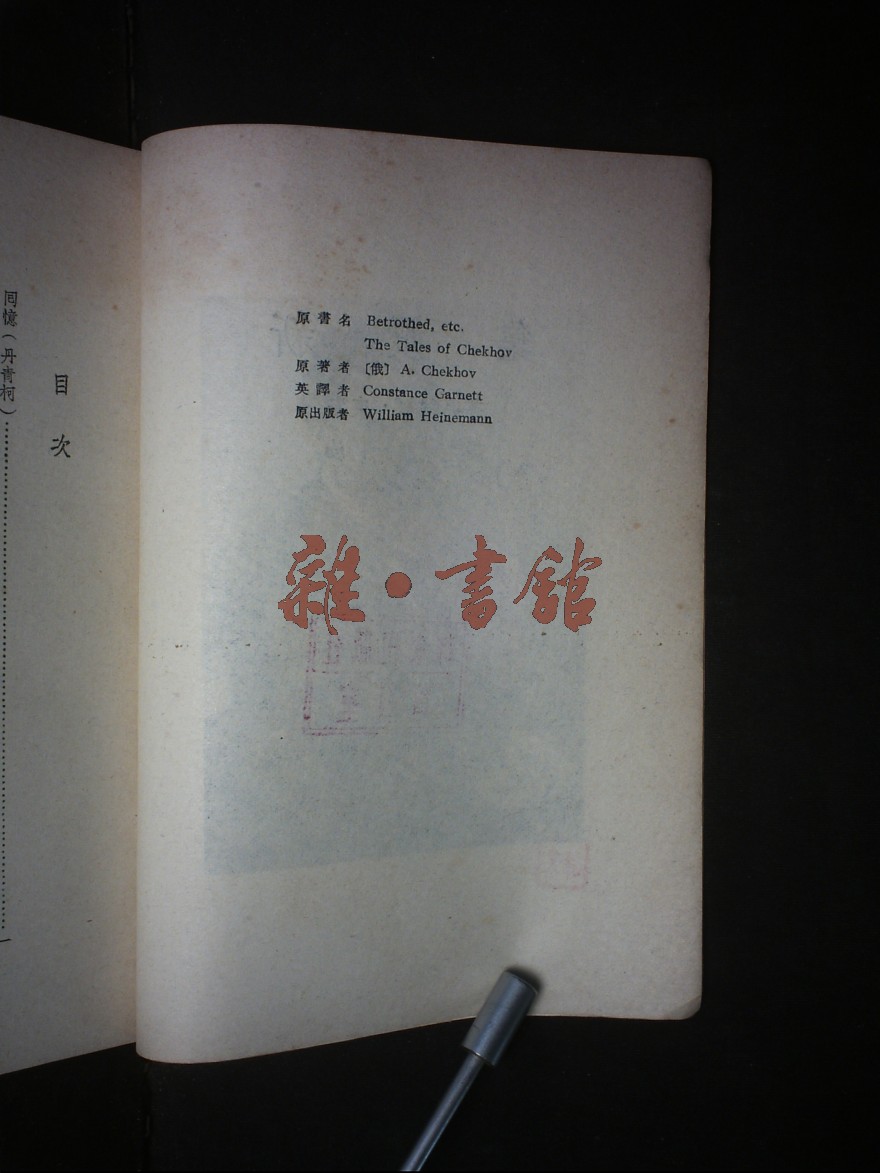 原書名 Betrothed, etc.
The Tales of Chekhov
原著者 〔俄〕 A. Chekhov
英譯者 Constance Garnett
原出版者 William Heinemann
雜·書館
目次
回憶(丹青柯)